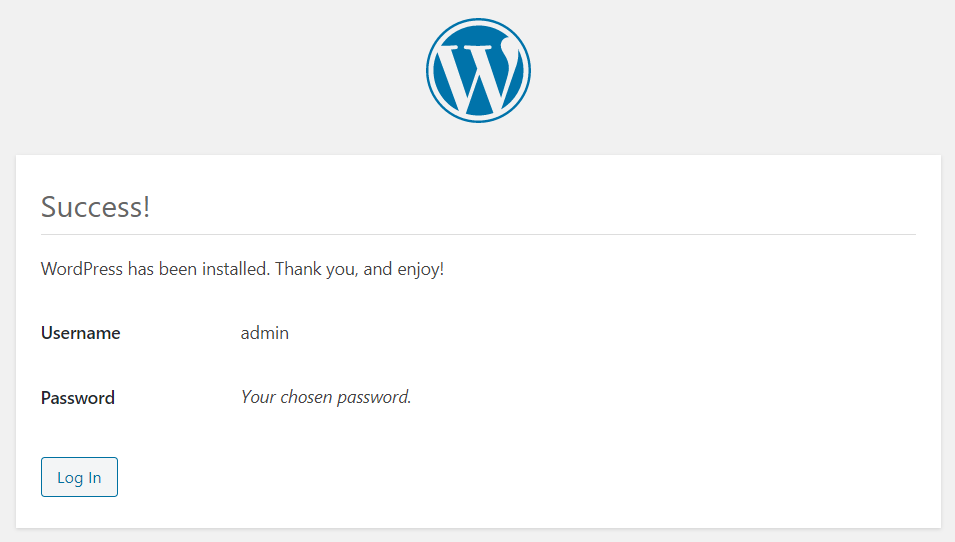 Success!
WordPress has been installed. Thank you, and enjoy!
Username admin
Password Your chosen password.
Log In